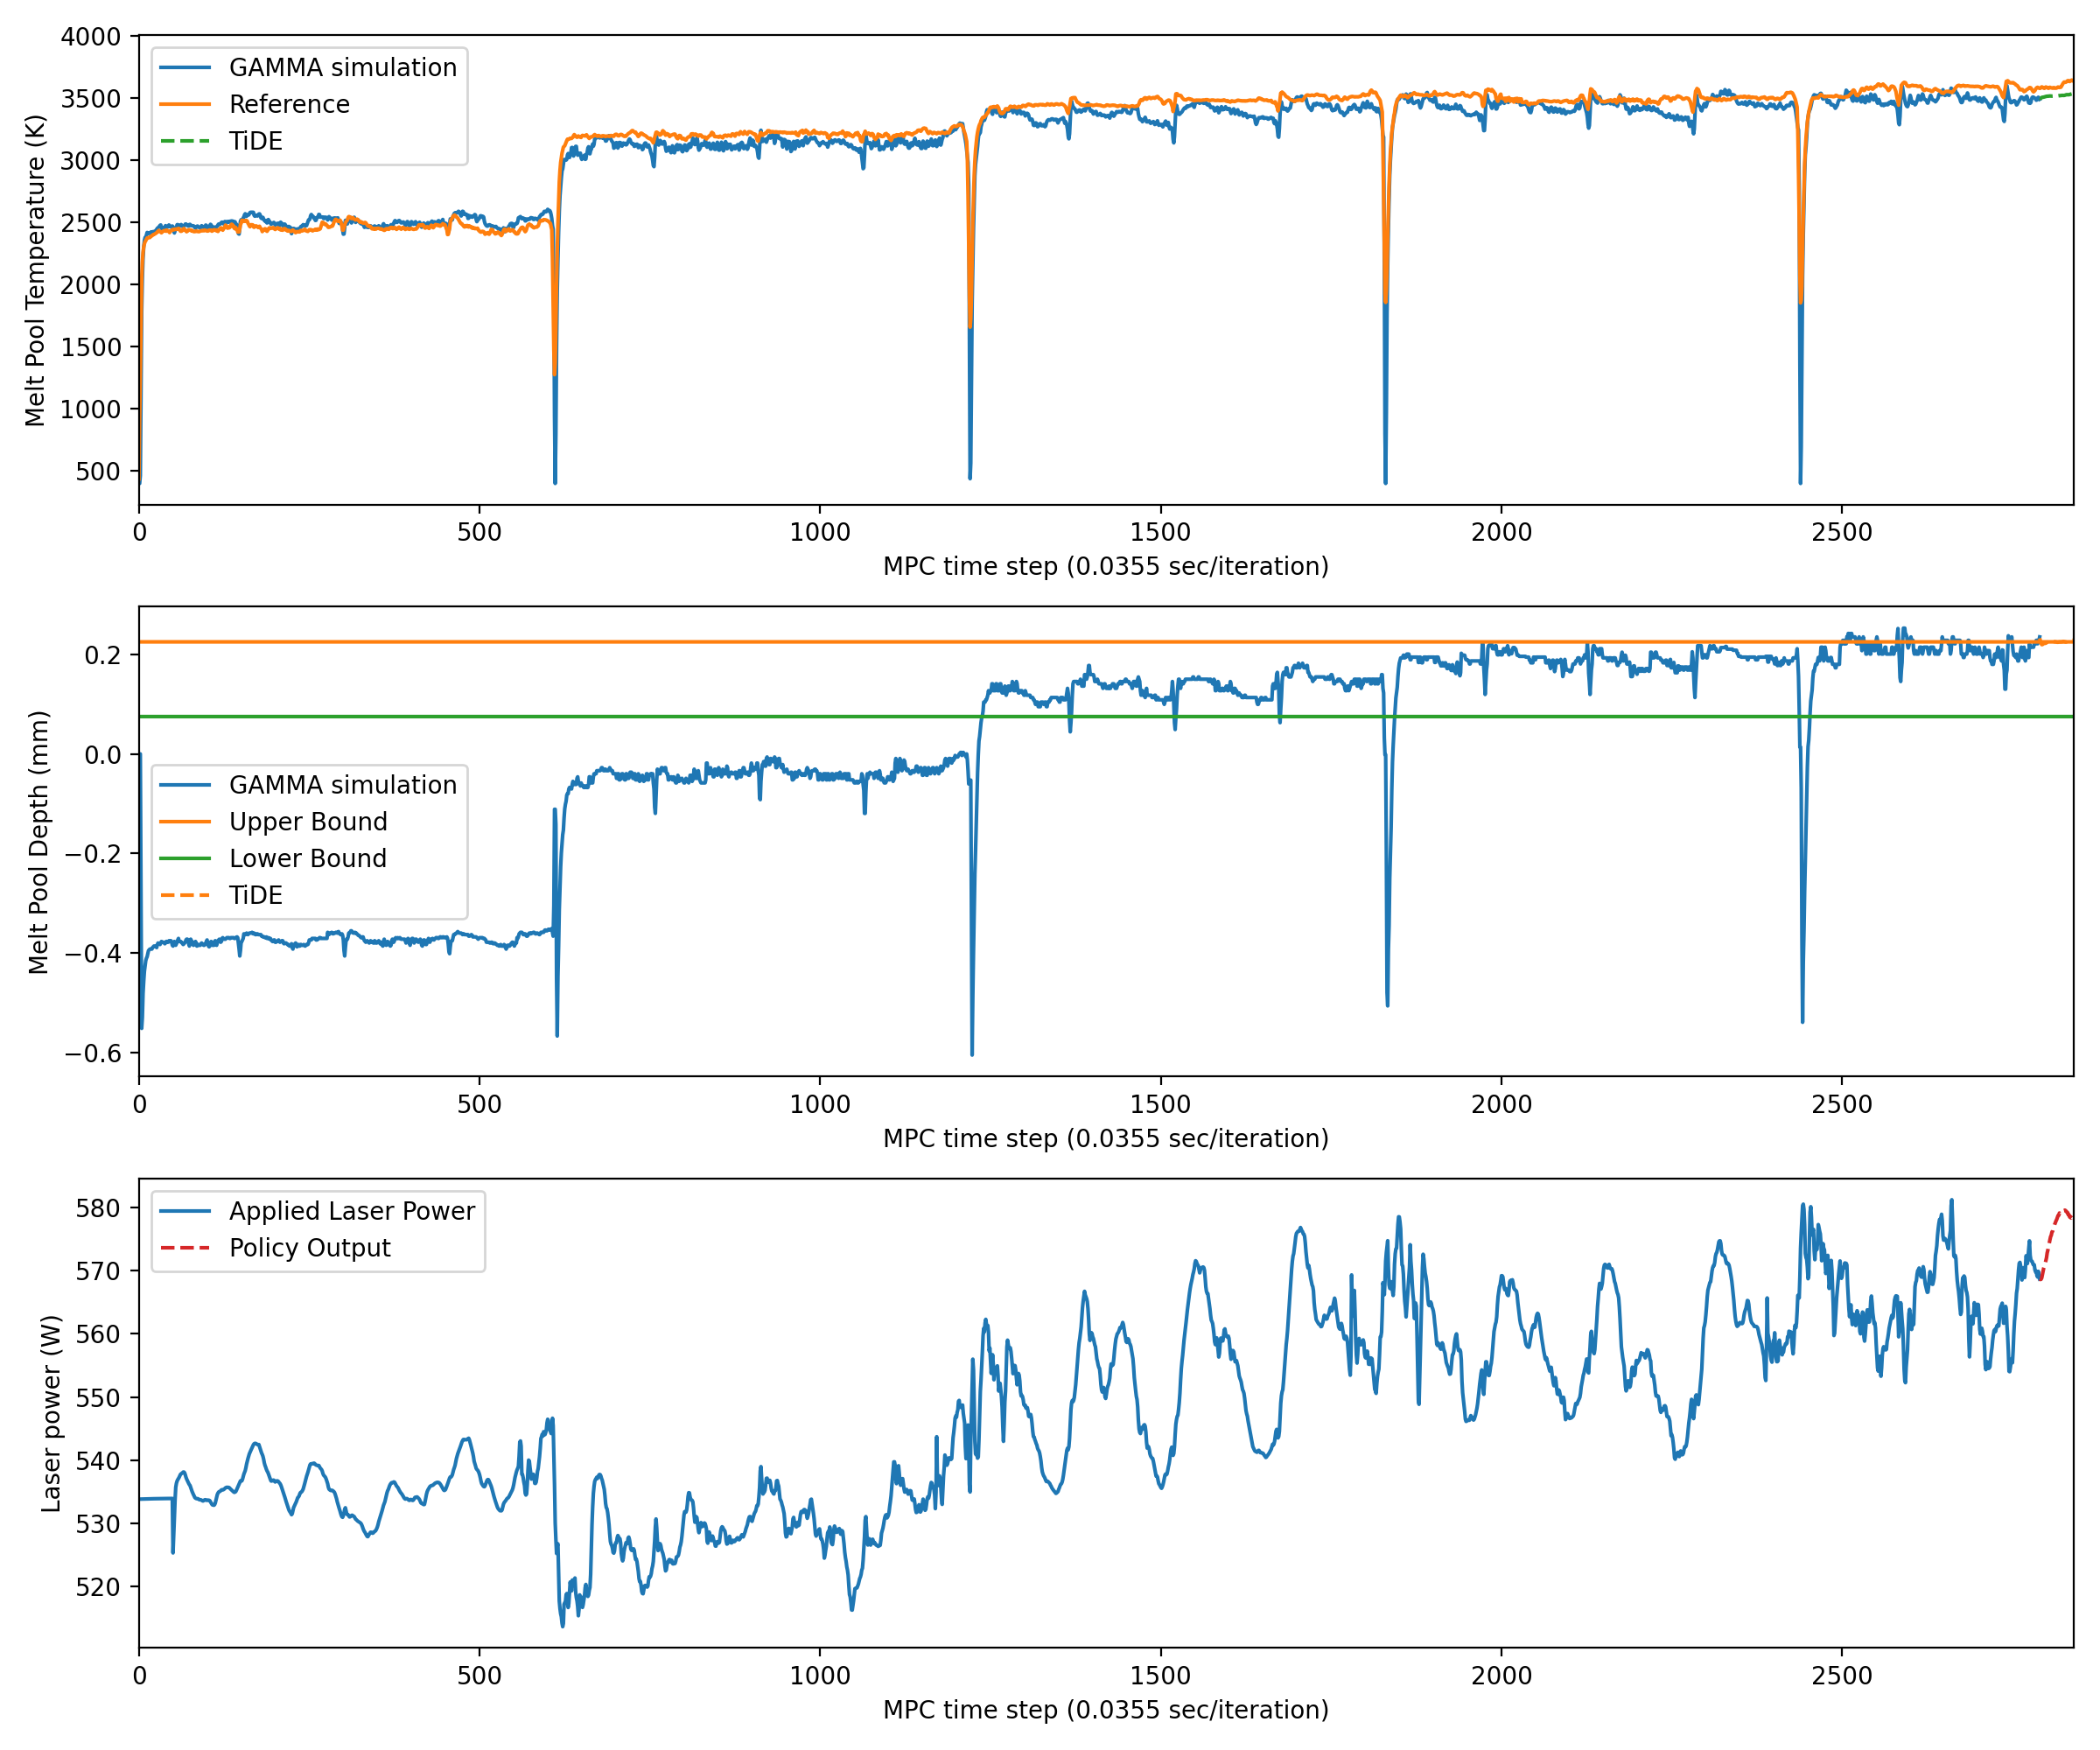 4000
3500
3000
2500
2000
1500
1000
500
Melt Pool Temperature (K)
GAMMA simulation
Reference
TiDE
0 500 1000 1500 2000 2500
MPC time step (0.0355 sec/iteration)
0.2
0.0
−0.2
−0.4
−0.6
Melt Pool Depth (mm)
GAMMA simulation
Upper Bound
Lower Bound
TiDE
0 500 1000 1500 2000 2500
MPC time step (0.0355 sec/iteration)
580
570
560
550
540
530
520
Laser power (W)
Applied Laser Power
Policy Output
0 500 1000 1500 2000 2500
MPC time step (0.0355 sec/iteration)